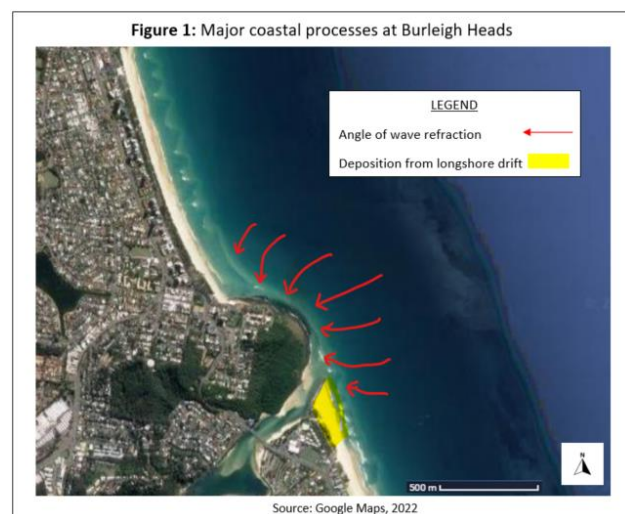 Figure 1: Major coastal processes at Burleigh Heads
LEGEND
Angle of wave refraction
Deposition from longshore drift
N
500 m
Source: Google Maps, 2022